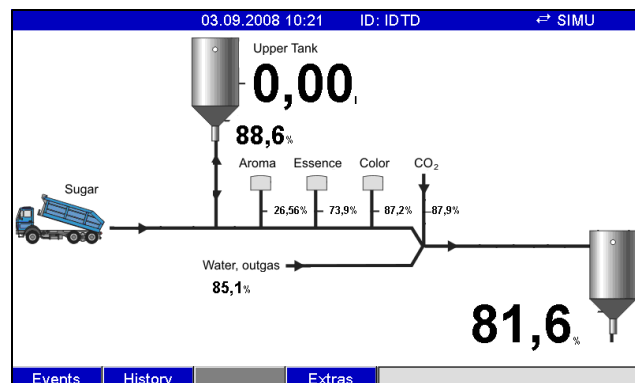 03.09.2008 10:21 ID: IDTD ⇄ SIMU
Upper Tank
0,00 l
88,6%
Aroma Essence Color CO₂
Sugar
26,56% 73,9% 87,2% 87,9%
Water, outgas
85,1%
81,6%
Events History Extras